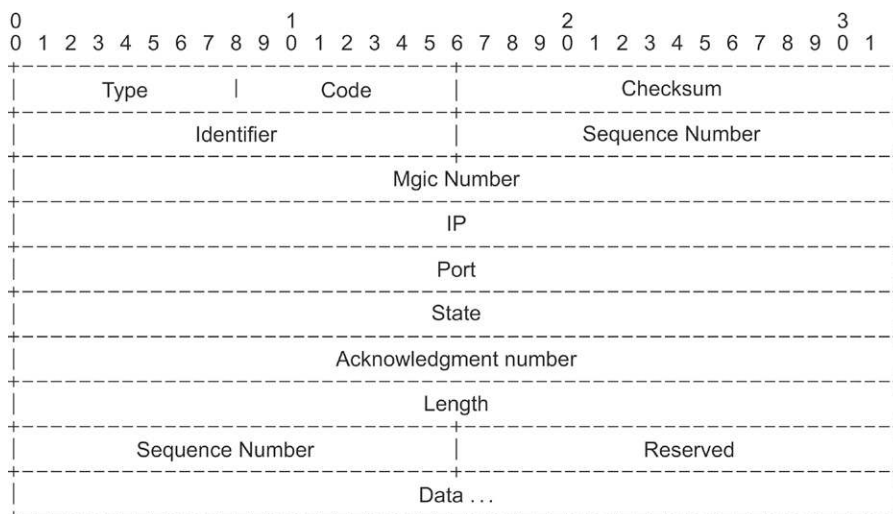 0 1 2 3
0 1 2 3 4 5 6 7 8 9 0 1 2 3 4 5 6 7 8 9 0 1 2 3 4 5 6 7 8 9 0 1
Type | Code Checksum
Identifier Sequence Number
Mgic Number
IP
Port
State
Acknowledgment number
Length
Sequence Number Reserved
Data ...